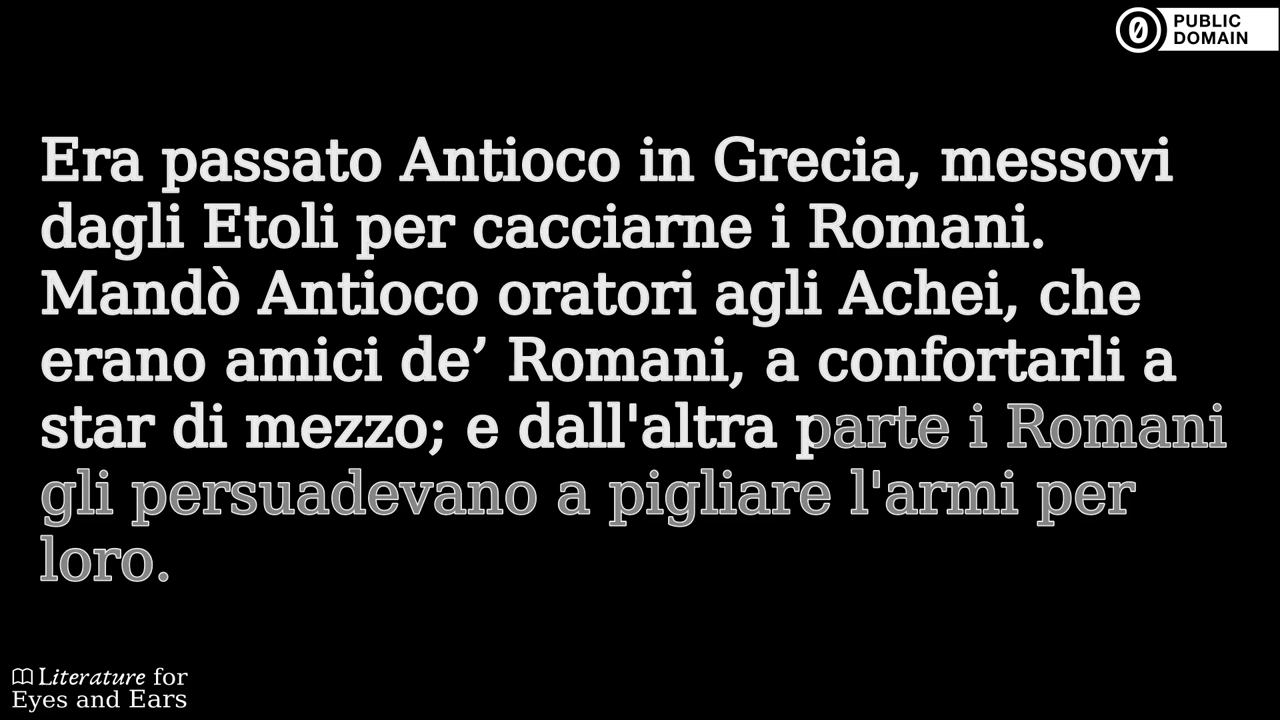 PUBLIC
DOMAIN
Era passato Antioco in Grecia, messovi
dagli Etoli per cacciarne i Romani.
Mandò Antioco oratori agli Achei, che
erano amici de’ Romani, a confortarli a
star di mezzo; e dall'altra parte i Romani
gli persuadevano a pigliare l'armi per
loro.
Literature for
Eyes and Ears